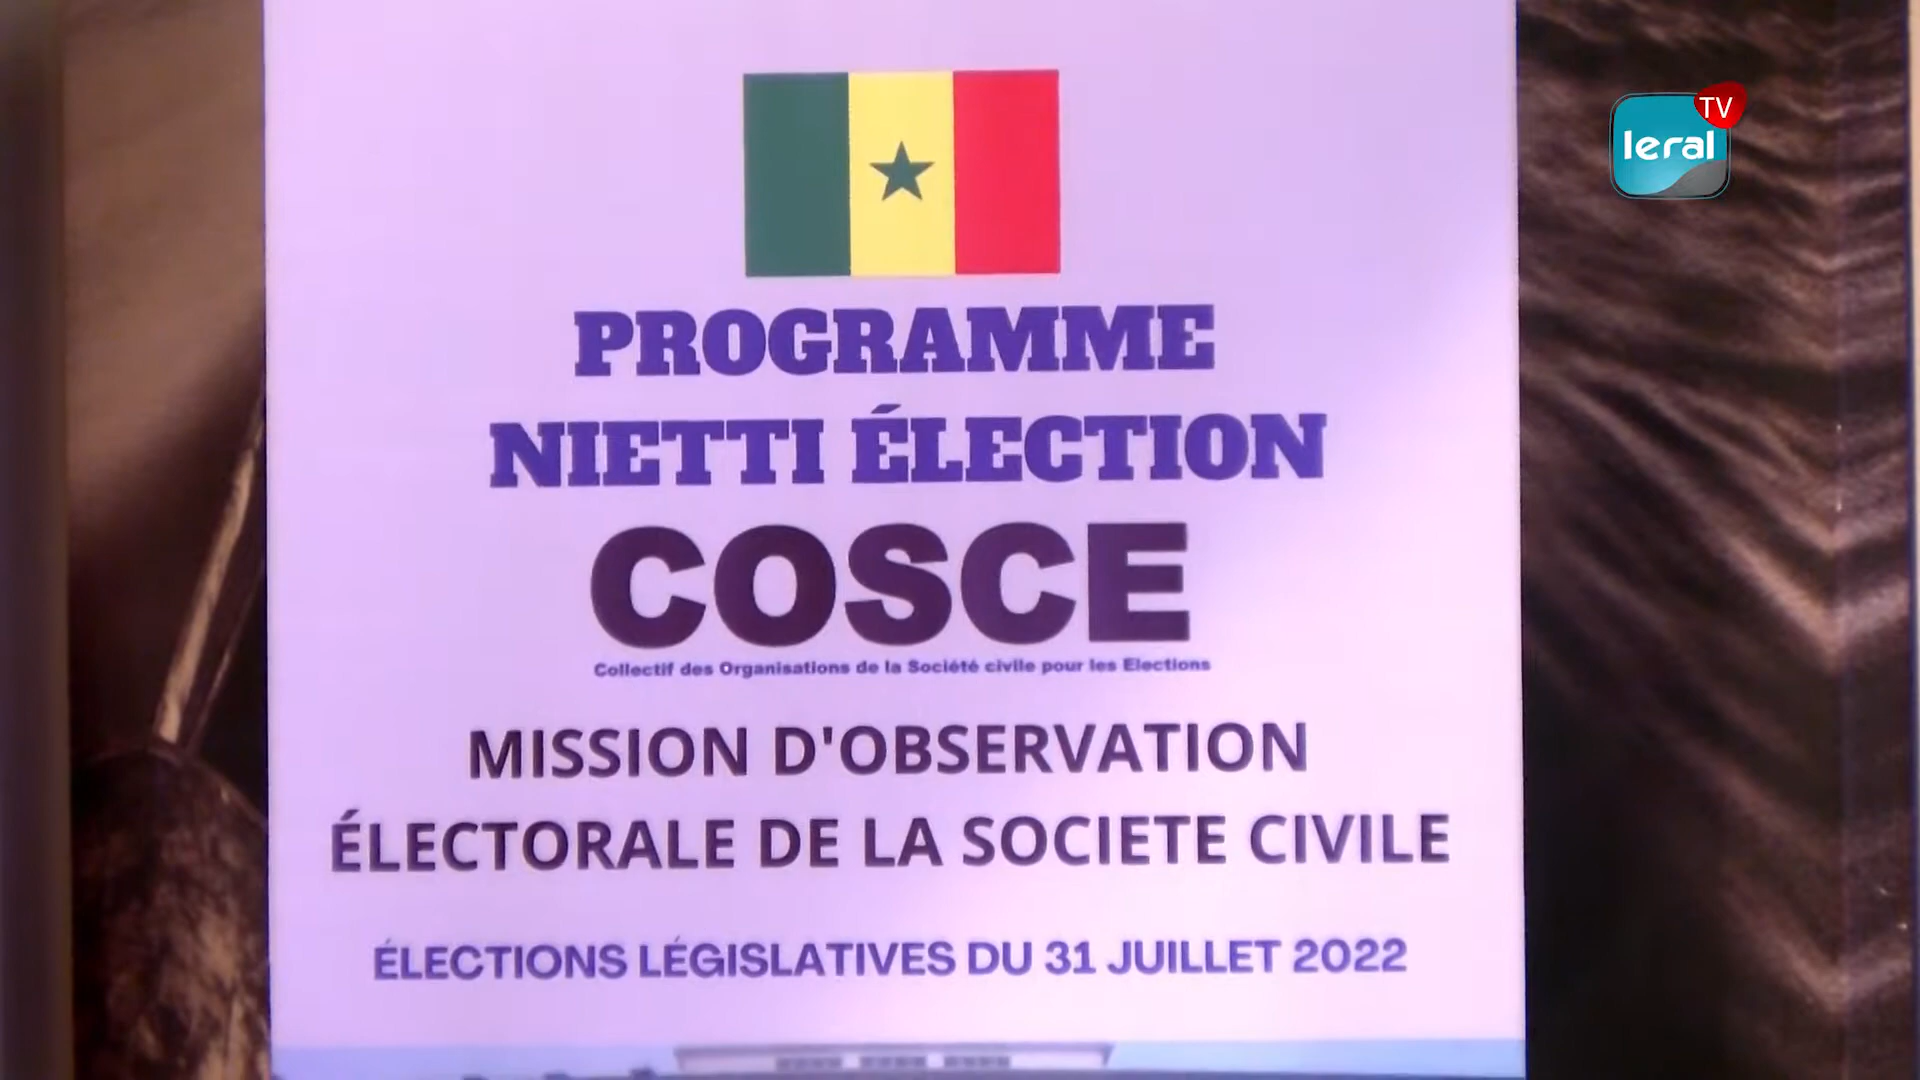 TV
leral
PROGRAMME
NIETTI ÉLECTION
COSCE
Collectif des Organisations de la Société civile pour les Elections
MISSION D'OBSERVATION
ÉLECTORALE DE LA SOCIETE CIVILE
ÉLECTIONS LÉGISLATIVES DU 31 JUILLET 2022